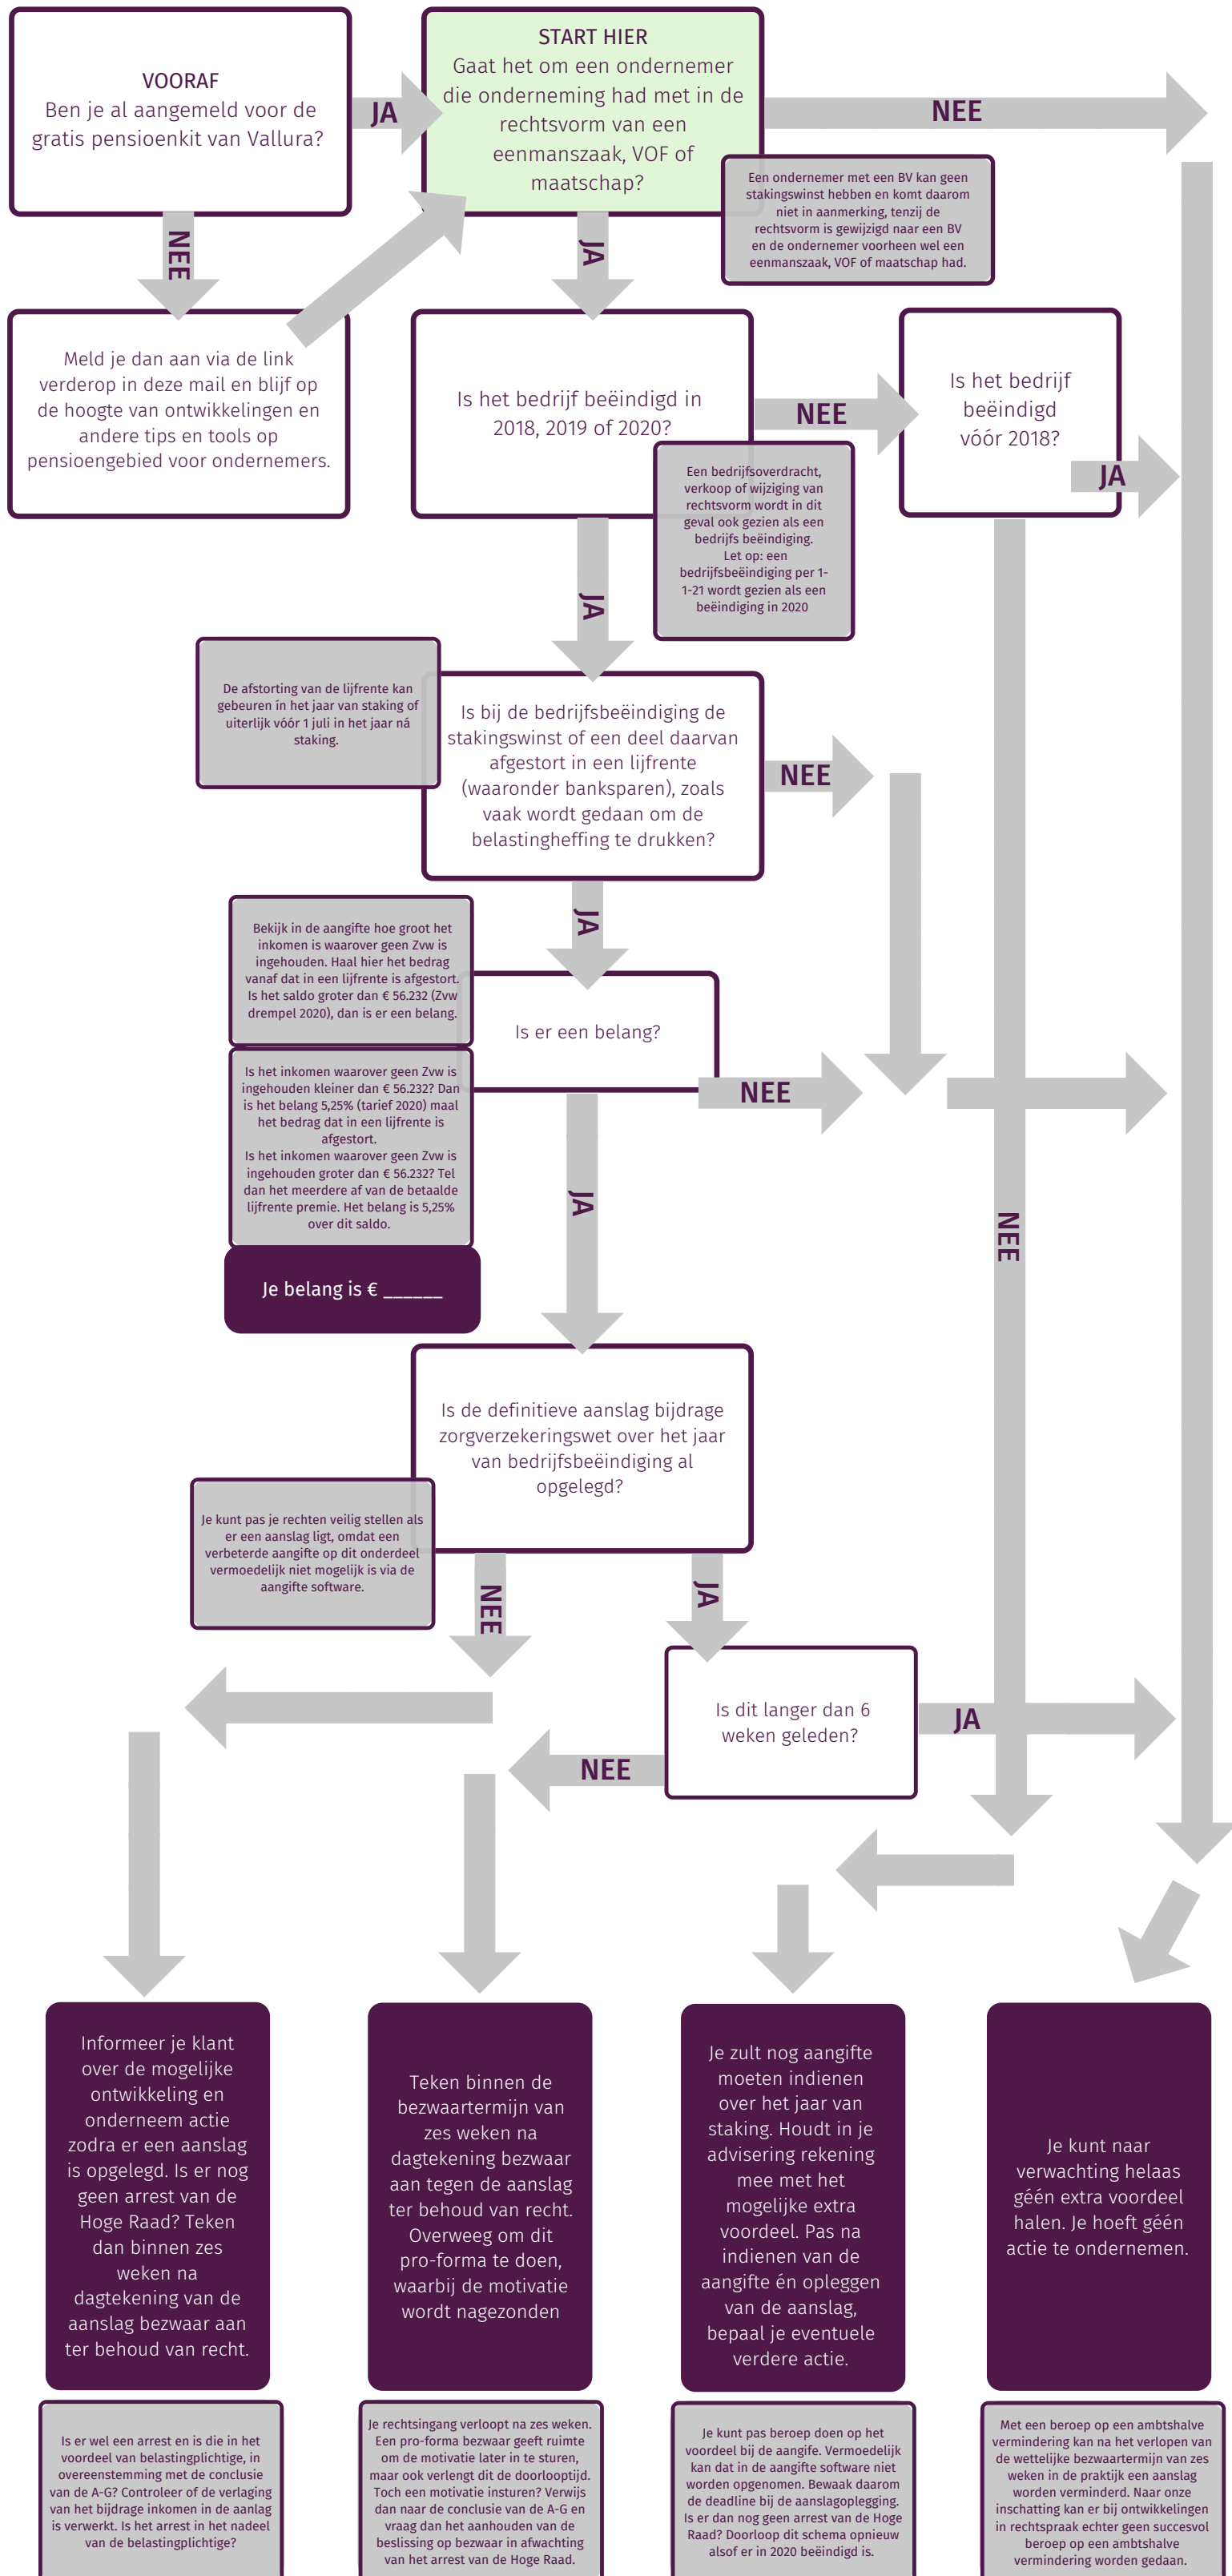 VOORAF
Ben je al aangemeld voor de
gratis pensioenkit van Vallura?
JA
START HIER
Gaat het om een ondernemer
die onderneming had met in de
rechtsvorm van een
eenmanszaak, VOF of
maatschap?
NEE
Een ondernemer met een BV kan geen
stakingswinst hebben en komt daarom
niet in aanmerking, tenzij de
rechtsvorm is gewijzigd naar een BV
en de ondernemer voorheen wel een
eenmanszaak, VOF of maatschap had.
NEE
JA
Meld je dan aan via de link
verderop in deze mail en blijf op
de hoogte van ontwikkelingen en
andere tips en tools op
pensioengebied voor ondernemers.
Is het bedrijf beëindigd in
2018, 2019 of 2020?
NEE
Is het bedrijf
beëindigd
vóór 2018?
JA
Een bedrijfsoverdracht,
verkoop of wijziging van
rechtsvorm wordt in dit
geval ook gezien als een
bedrijfs beëindiging.
Let op: een
bedrijfsbeëindiging per 1-
1-21 wordt gezien als een
beëindiging in 2020
JA
De afstorting van de lijfrente kan
gebeuren ín het jaar van staking of
uiterlijk vóór 1 juli in het jaar ná
staking.
Is bij de bedrijfsbeëindiging de
stakingswinst of een deel daarvan
afgestort in een lijfrente
(waaronder banksparen), zoals
vaak wordt gedaan om de
belastingheffing te drukken?
NEE
JA
Bekijk in de aangifte hoe groot het
inkomen is waarover geen Zvw is
ingehouden. Haal hier het bedrag
vanaf dat in een lijfrente is afgestort.
Is het saldo groter dan € 56.232 (Zvw
drempel 2020), dan is er een belang.
Is er een belang?
NEE
Is het inkomen waarover geen Zvw is
ingehouden kleiner dan € 56.232? Dan
is het belang 5,25% (tarief 2020) maal
het bedrag dat in een lijfrente is
afgestort.
Is het inkomen waarover geen Zvw is
ingehouden groter dan € 56.232? Tel
dan het meerdere af van de betaalde
lijfrente premie. Het belang is 5,25%
over dit saldo.
JA
NEE
Je belang is € ______
Is de definitieve aanslag bijdrage
zorgverzekeringswet over het jaar
van bedrijfsbeëindiging al
opgelegd?
Je kunt pas je rechten veilig stellen als
er een aanslag ligt, omdat een
verbeterde aangifte op dit onderdeel
vermoedelijk niet mogelijk is via de
aangifte software.
NEE
JA
Is dit langer dan 6
weken geleden?
JA
NEE
Informeer je klant
over de mogelijke
ontwikkeling en
onderneem actie
zodra er een aanslag
is opgelegd. Is er nog
geen arrest van de
Hoge Raad? Teken
dan binnen zes
weken na
dagtekening van de
aanslag bezwaar aan
ter behoud van recht.
Teken binnen de
bezwaartermijn van
zes weken na
dagtekening bezwaar
aan tegen de aanslag
ter behoud van recht.
Overweeg om dit
pro-forma te doen,
waarbij de motivatie
wordt nagezonden
Je zult nog aangifte
moeten indienen
over het jaar van
staking. Houdt in je
advisering rekening
mee met het
mogelijke extra
voordeel. Pas na
indienen van de
aangifte én opleggen
van de aanslag,
bepaal je eventuele
verdere actie.
Je kunt naar
verwachting helaas
géén extra voordeel
halen. Je hoeft géén
actie te ondernemen.
Is er wel een arrest en is die in het
voordeel van belastingplichtige, in
overeenstemming met de conclusie
van de A-G? Controleer of de verlaging
van het bijdrage inkomen in de aanlag
is verwerkt. Is het arrest in het nadeel
van de belastingplichtige?
Je rechtsingang verloopt na zes weken.
Een pro-forma bezwaar geeft ruimte
om de motivatie later in te sturen,
maar ook verlengt dit de doorlooptijd.
Toch een motivatie insturen? Verwijs
dan naar de conclusie van de A-G en
vraag dan het aanhouden van de
beslissing op bezwaar in afwachting
van het arrest van de Hoge Raad.
Je kunt pas beroep doen op het
voordeel bij de aangife. Vermoedelijk
kan dat in de aangifte software niet
worden opgenomen. Bewaak daarom
de deadline bij de aanslagoplegging.
Is er dan nog geen arrest van de Hoge
Raad? Doorloop dit schema opnieuw
alsof er in 2020 beëindigd is.
Met een beroep op een ambtshalve
vermindering kan na het verlopen van
de wettelijke bezwaartermijn van zes
weken in de praktijk een aanslag
worden verminderd. Naar onze
inschatting kan er bij ontwikkelingen
in rechtspraak echter geen succesvol
beroep op een ambtshalve
vermindering worden gedaan.